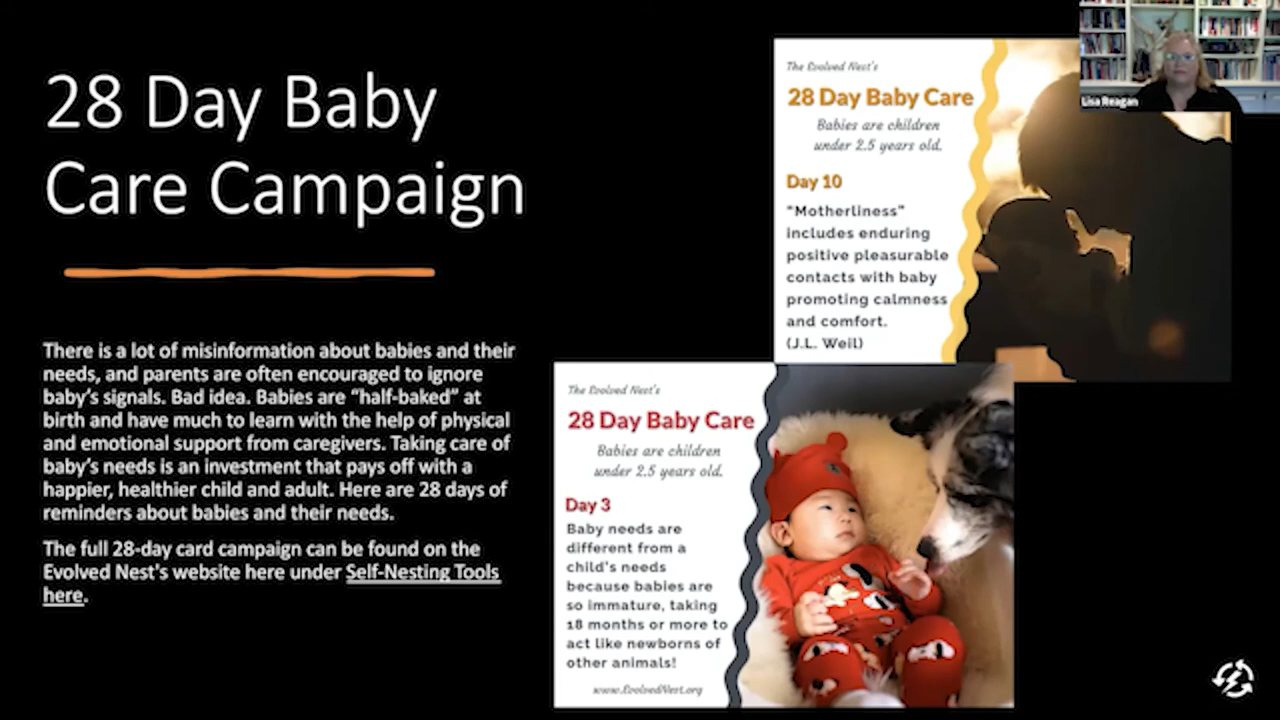 28 Day Baby
Care Campaign
There is a lot of misinformation about babies and their
needs, and parents are often encouraged to ignore
baby's signals. Bad idea. Babies are “half-baked” at
birth and have much to learn with the help of physical
and emotional support from caregivers. Taking care of
baby's needs is an investment that pays off with a
happier, healthier child and adult. Here are 28 days of
reminders about babies and their needs.
The full 28-day card campaign can be found on the
Evolved Nest's website here under Self-Nesting Tools
here.
The Evolved Nest's
28 Day Baby Care
Babies are children
under 2.5 years old.
Day 10
“Motherliness”
includes enduring
positive pleasurable
contacts with baby
promoting calmness
and comfort.
(J.L. Weil)
Lisa Reagan
The Evolved Nest's
28 Day Baby Care
Babies are children
under 2.5 years old.
Day 3
Baby needs are
different from a
child's needs
because babies are
so immature, taking
18 months or more to
act like newborns of
other animals!
www.EvolvedNest.org